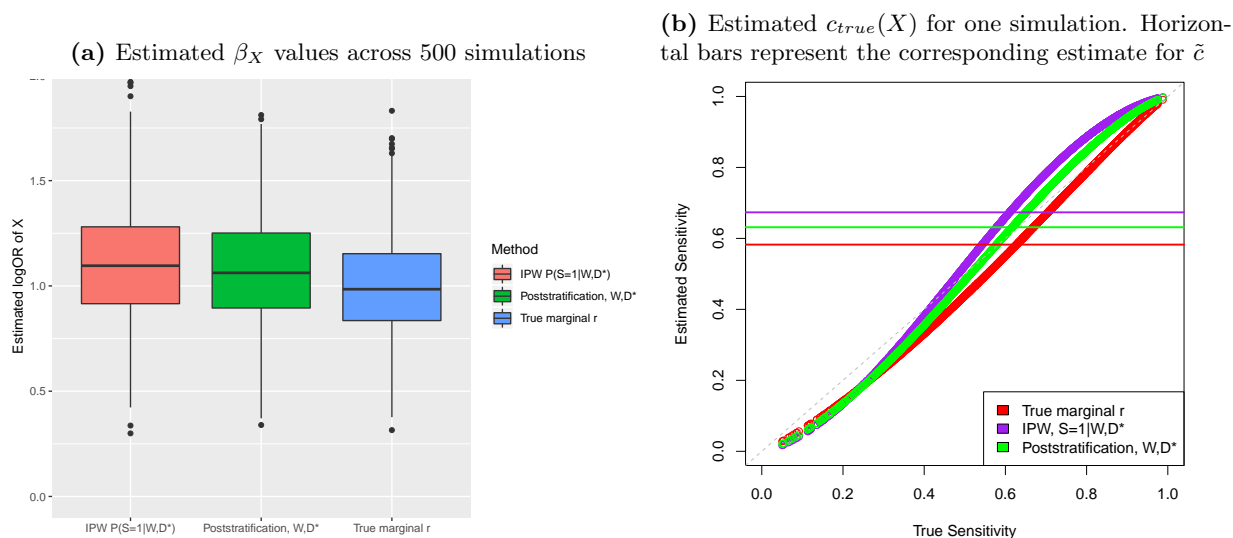 (a) Estimated β_X values across 500 simulations
Estimated logOR of X
1.5
1.0
0.5
0.0
IPW P(S=1|W,D*)
Poststratification, W,D*
True marginal r
Method
IPW P(S=1|W,D*)
Poststratification, W,D*
True marginal r
(b) Estimated c_true(X) for one simulation. Horizon-
tal bars represent the corresponding estimate for c̃
Estimated Sensitivity
1.0
0.8
0.6
0.4
0.2
0.0
0.0
0.2
0.4
0.6
0.8
1.0
True Sensitivity
True marginal r
IPW, S=1|W,D*
Poststratification, W,D*